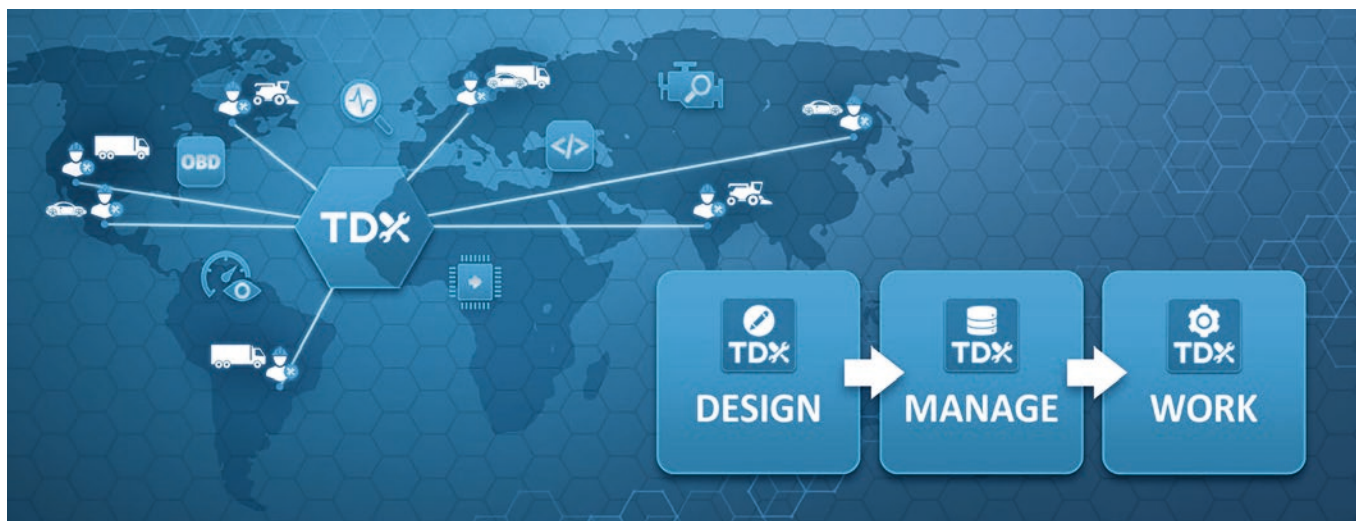 OBD
</>
TDX
TDX
DESIGN
TDX
MANAGE
TDX
WORK